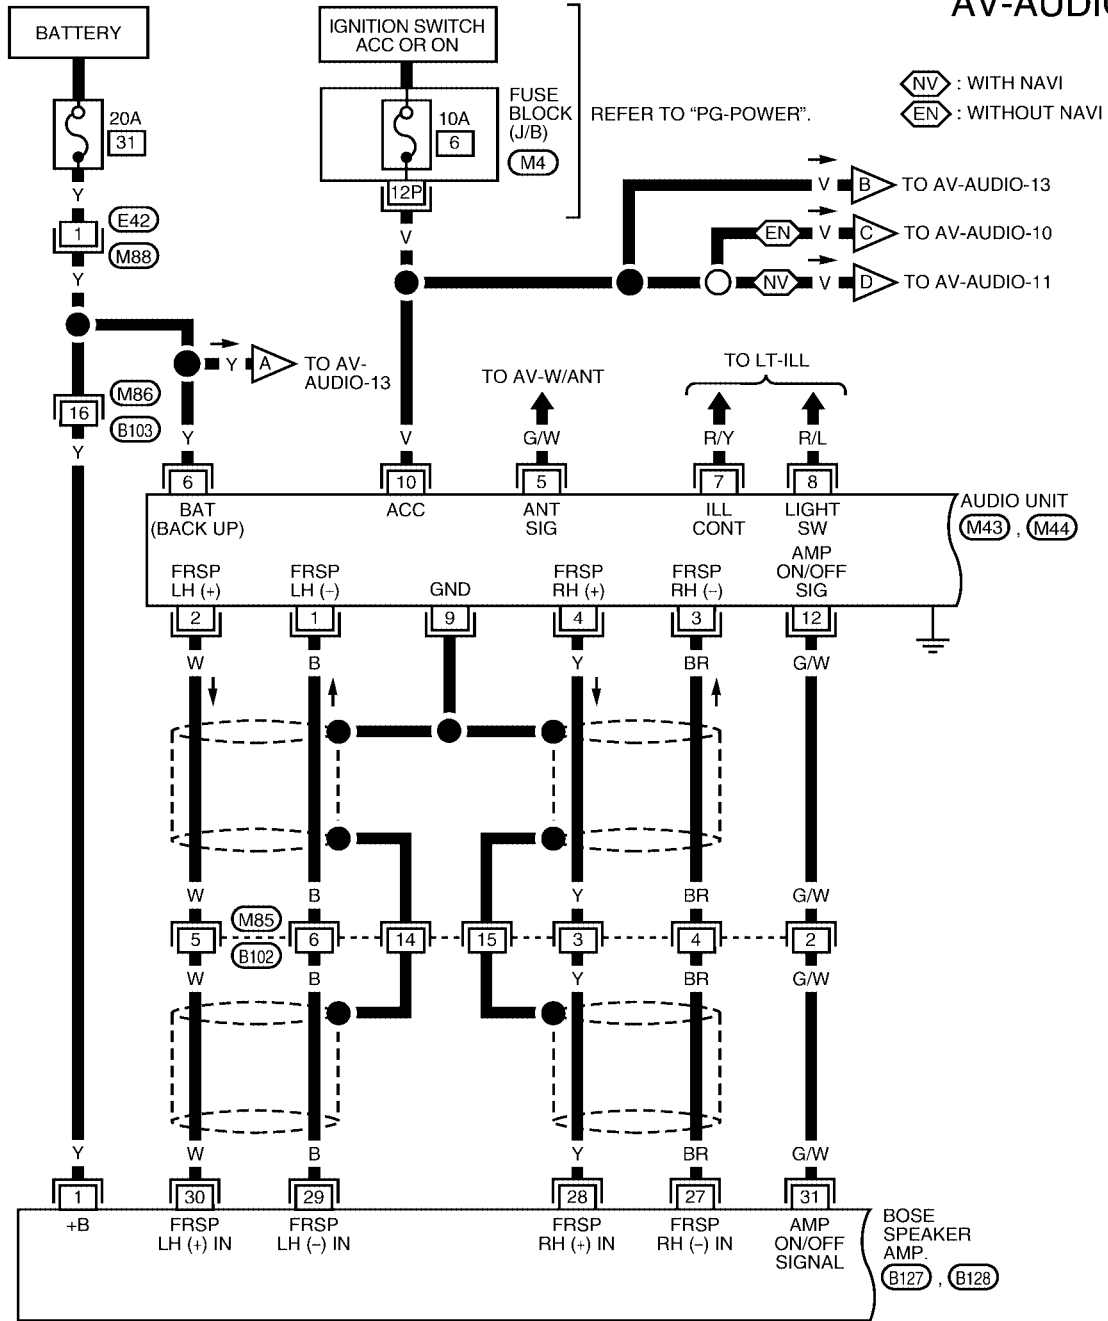 AV-AUDIO
BATTERY
IGNITION SWITCH
ACC OR ON
NV : WITH NAVI
EN : WITHOUT NAVI
20A
31
10A
6
FUSE
BLOCK
(J/B)
M4
REFER TO “PG-POWER”.
12P
Y
1
E42
M88
Y
V
V B TO AV-AUDIO-13
EN V C TO AV-AUDIO-10
NV V D TO AV-AUDIO-11
Y A TO AV-
AUDIO-13
16
M86
B103
Y
TO AV-W/ANT
TO LT-ILL
Y V G/W R/Y R/L
6 10 5 7 8
BAT
(BACK UP)
ACC
ANT
SIG
ILL
CONT
LIGHT
SW
AUDIO UNIT
M43 , M44
FRSP
LH (+)
FRSP
LH (–)
GND
FRSP
RH (+)
FRSP
RH (–)
AMP
ON/OFF
SIG
2 1 9 4 3 12
W B Y BR G/W
W B Y BR G/W
M85
5 6 14 15 3 4 2
B102
W B Y BR G/W
Y W B Y BR G/W
1 30 29 28 27 31
+B
FRSP
LH (+) IN
FRSP
LH (–) IN
FRSP
RH (+) IN
FRSP
RH (–) IN
AMP
ON/OFF
SIGNAL
BOSE
SPEAKER
AMP.
B127 , B128